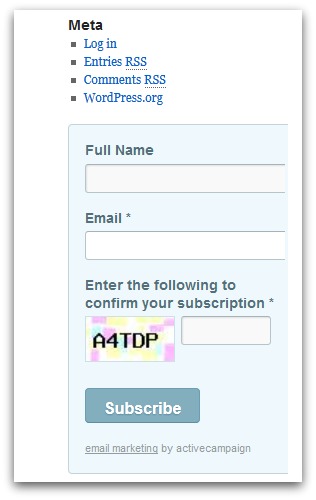 Meta
Log in
Entries RSS
Comments RSS
WordPress.org
Full Name
Email *
Enter the following to
confirm your subscription *
A4TDP
Subscribe
email marketing by activecampaign